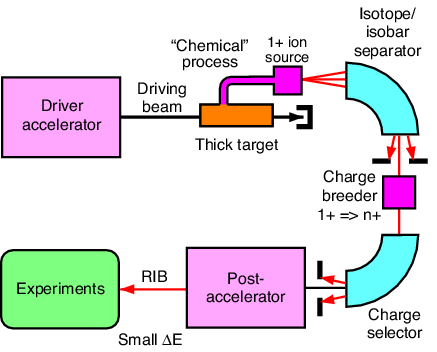 Isotope/
isobar
separator
“Chemical”
process
1+ ion
source
Driver
accelerator
Driving
beam
Thick target
Charge
breeder
1+ => n+
Experiments
RIB
Small ΔE
Post-
accelerator
Charge
selector